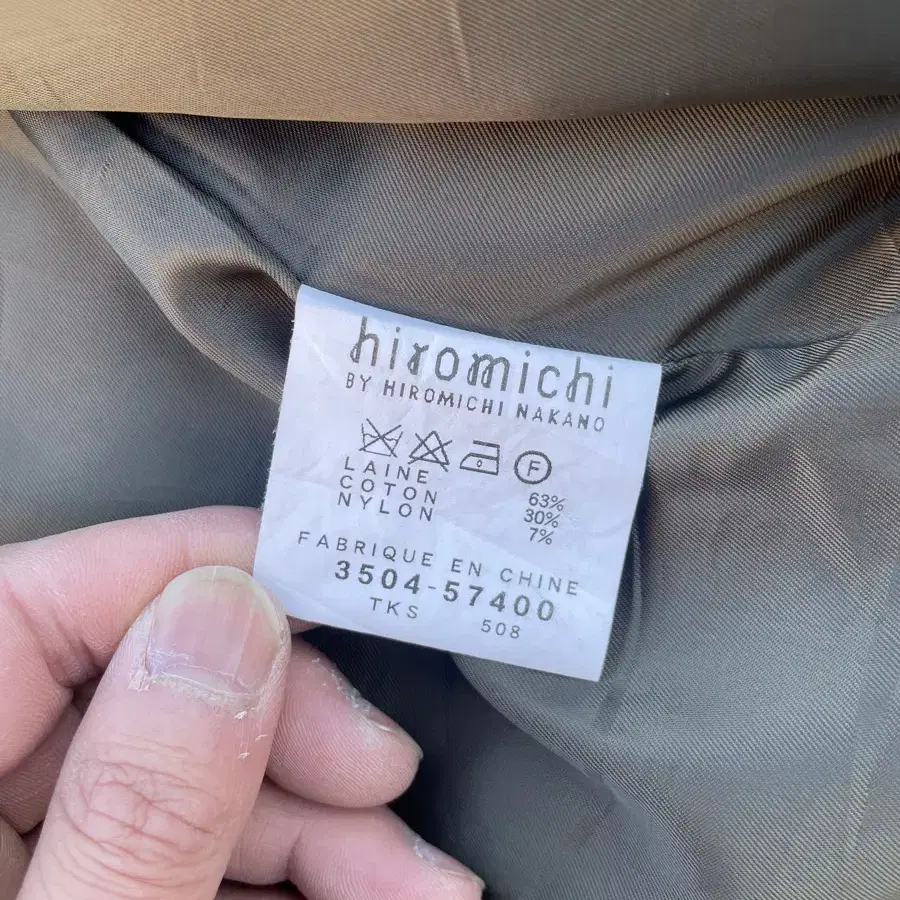 hiromichi
BY HIROMICHI NAKANO
F
LAINE 63%
COTON 30%
NYLON 7%
FABRIQUE EN CHINE
3504-57400
TKS 508